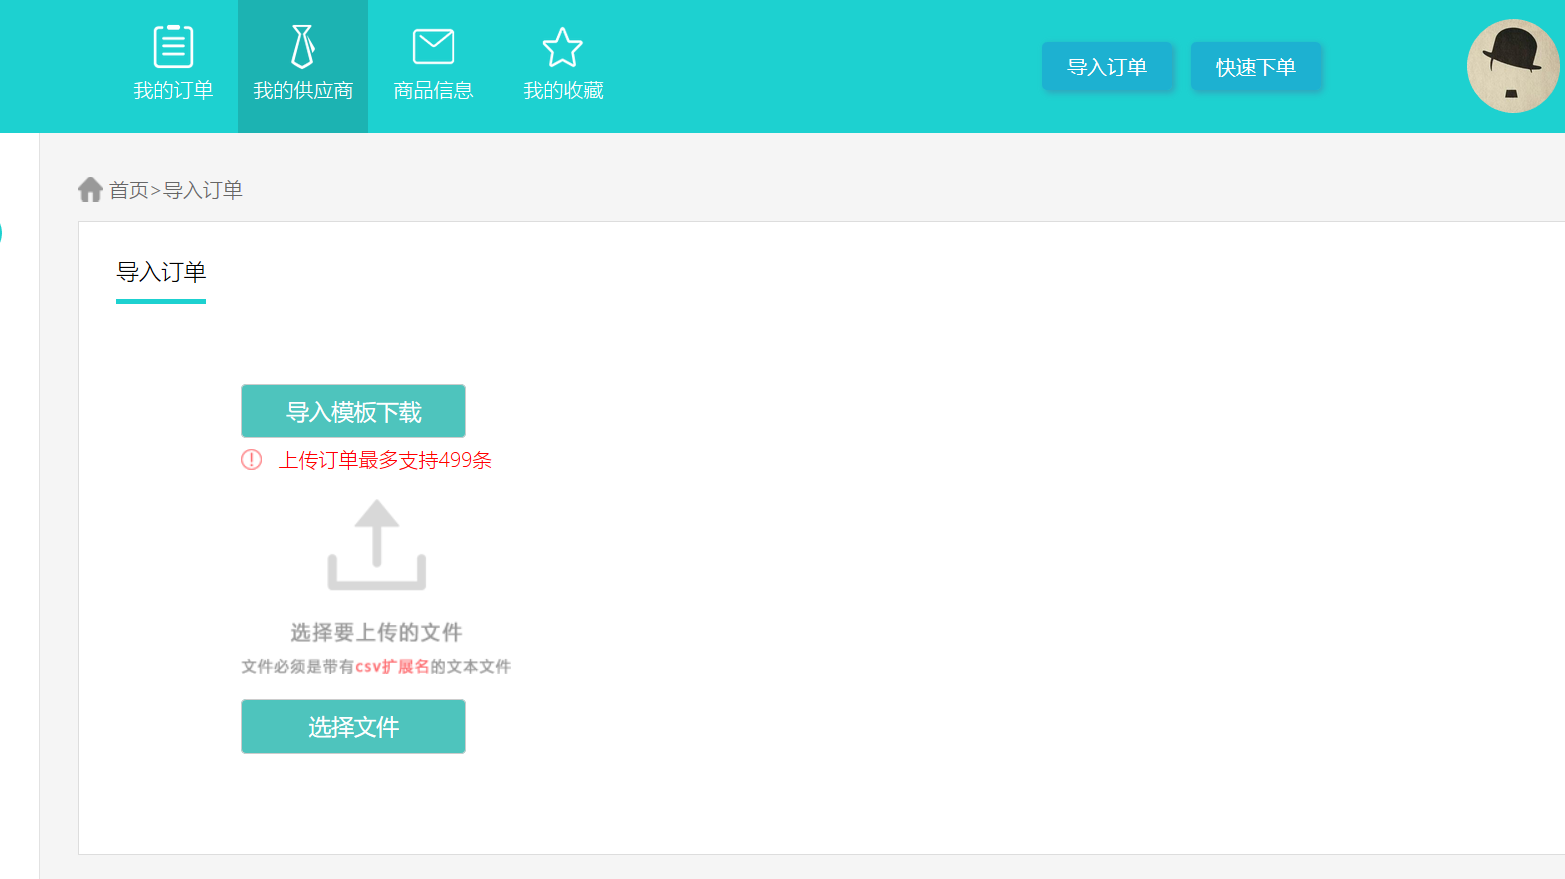 我的订单
我的供应商
商品信息
我的收藏
导入订单
快速下单
首页>导入订单
导入订单
导入模板下载
上传订单最多支持499条
选择要上传的文件
文件必须是带有csv扩展名的文本文件
选择文件